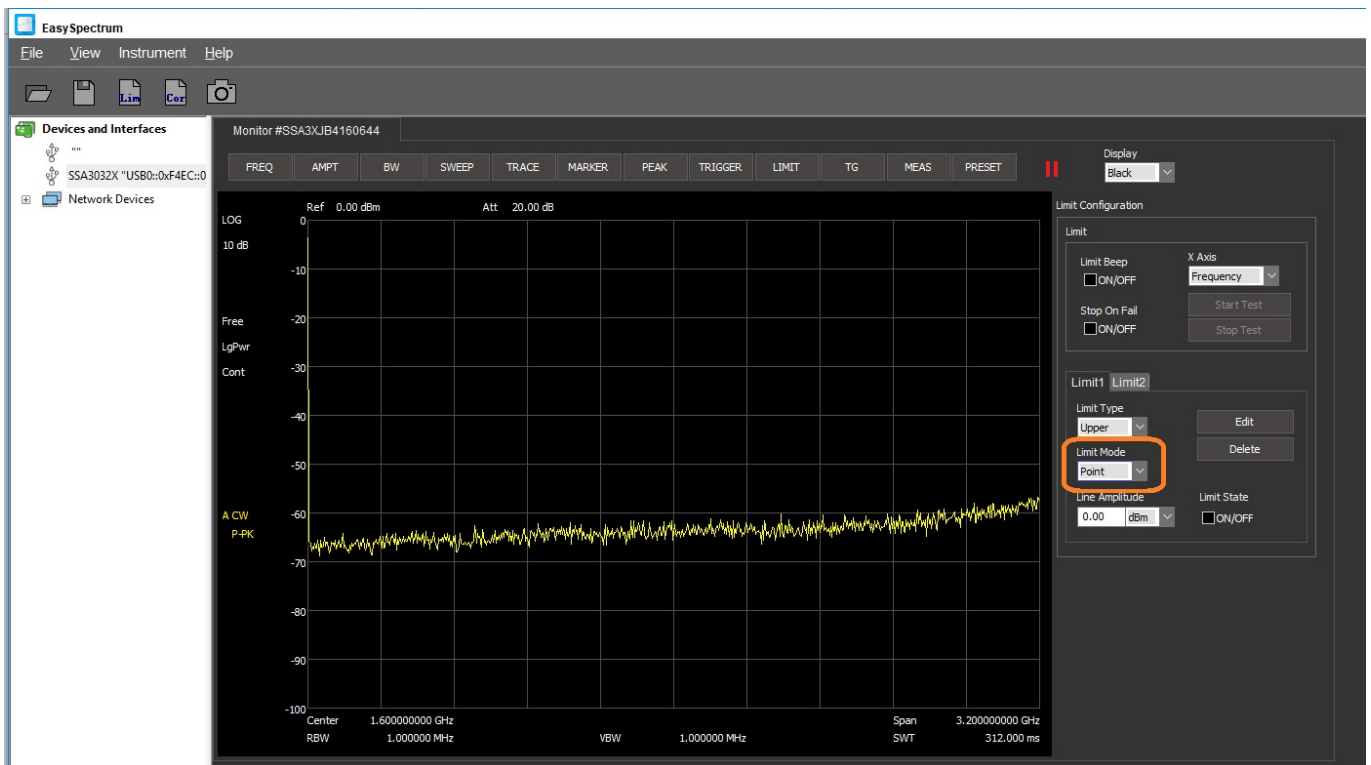 EasySpectrum
File View Instrument Help
Lim Cor
Devices and Interfaces
""
SSA3032X "USB0::0xF4EC::0
Network Devices
Monitor #SSA3XJB4160644
FREQ AMPT BW SWEEP TRACE MARKER PEAK TRIGGER LIMIT TG MEAS PRESET
Display
Black
Ref 0.00 dBm Att 20.00 dB
LOG
10 dB
Free
LgPwr
Cont
A CW
P-PK
0
-10
-20
-30
-40
-50
-60
-70
-80
-90
-100
Center 1.600000000 GHz Span 3.200000000 GHz
RBW 1.000000 MHz VBW 1.000000 MHz SWT 312.000 ms
Limit Configuration
Limit
Limit Beep
ON/OFF
X Axis
Frequency
Stop On Fail
ON/OFF
Start Test
Stop Test
Limit1 Limit2
Limit Type
Upper
Edit
Limit Mode
Point
Delete
Line Amplitude
0.00 dBm
Limit State
ON/OFF